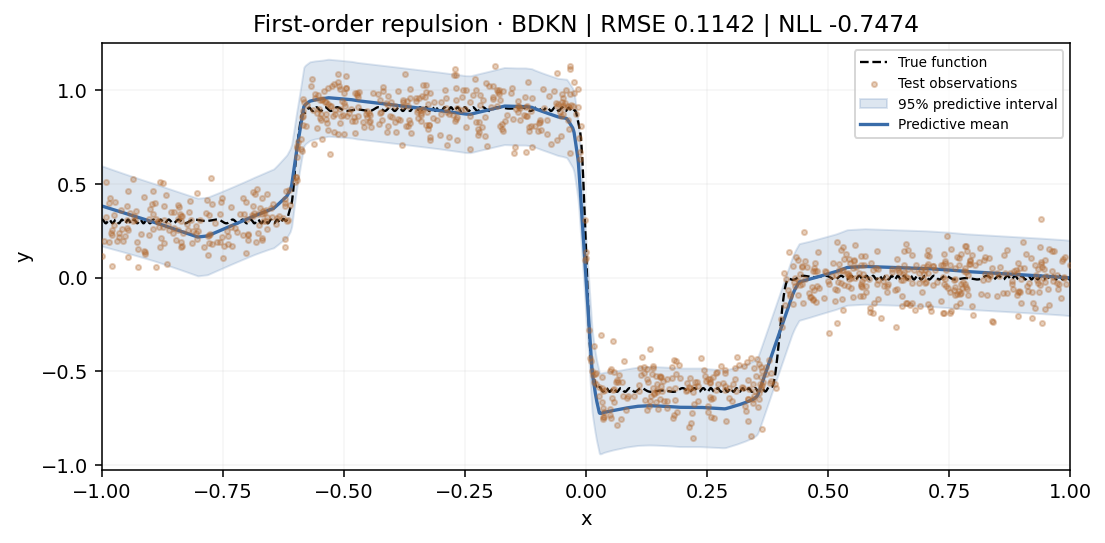 First-order repulsion · BDKN | RMSE 0.1142 | NLL -0.7474
True function
Test observations
95% predictive interval
Predictive mean
1.0
0.5
0.0
−0.5
−1.0
y
−1.00 −0.75 −0.50 −0.25 0.00 0.25 0.50 0.75 1.00
x